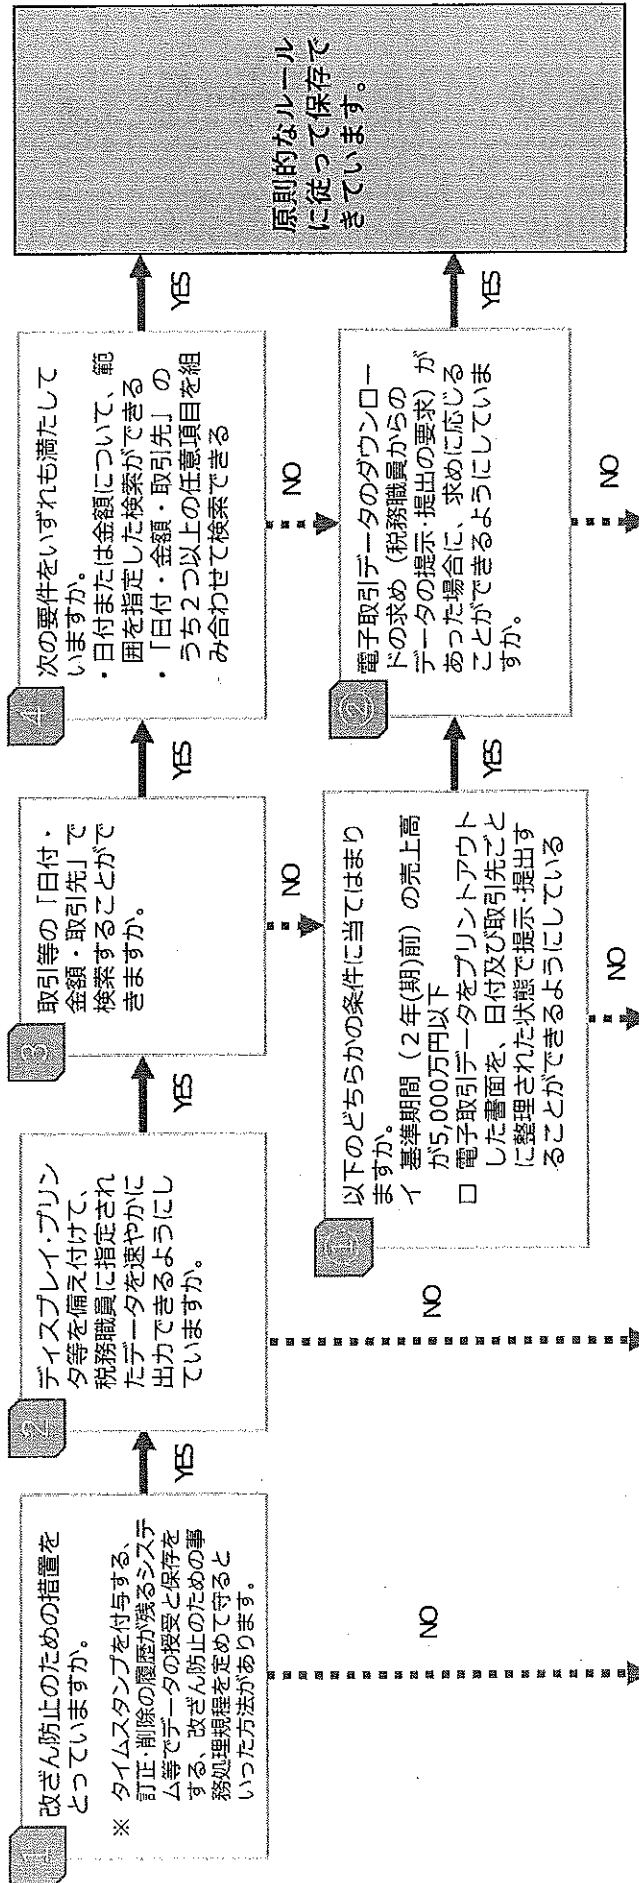 1
改ざん防止のための措置を
とっていますか。
※ タイムスタンプを付与する、
訂正・削除の履歴が残るシステ
ム等でデータの授受と保存を
する、改ざん防止のための事
務処理規程を定めて守ると
いった方法があります。
YES
NO
2
ディスプレイ・プリン
タ等を備え付けて、
税務職員に指定され
たデータを速やかに
出力できるようにし
ていますか。
YES
NO
3
取引等の「日付・
金額・取引先」で
検索することがで
きますか。
YES
NO
4
次の要件をいずれも満たして
いますか。
・ 日付または金額について、範
囲を指定した検索ができる
・ 「日付・金額・取引先」の
うち2つ以上の任意項目を組
み合わせて検索できる
YES
NO
①
以下のどちらかの条件に当てはまり
ますか。
イ 基準期間（2年(期)前）の売上高
が5,000万円以下
ロ 電子取引データをプリントアウト
した書面を、日付及び取引先ごと
に整理された状態で提示・提出す
ることができるようにしている
YES
NO
②
電子取引データのダウンロー
ドの求め（税務職員からの
データの提示・提出の要求）が
あった場合に、求めに応じる
ことができるようにしていま
すか。
YES
NO
原則的なルール
に従って保存で
きています。